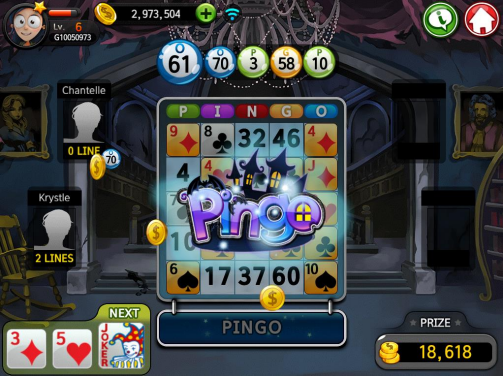 Lv. 6
G10050973
2,973,504
O 61
O 70
P 3
G 58
P 10
Chantelle
0 LINE
O 70
Krystle
2 LINES
P I N G O
9 8 32 46 4
4 4 J
Pingo
10
6 17 37 60 10
PINGO
NEXT
3 5 JOKER
PRIZE
18,618